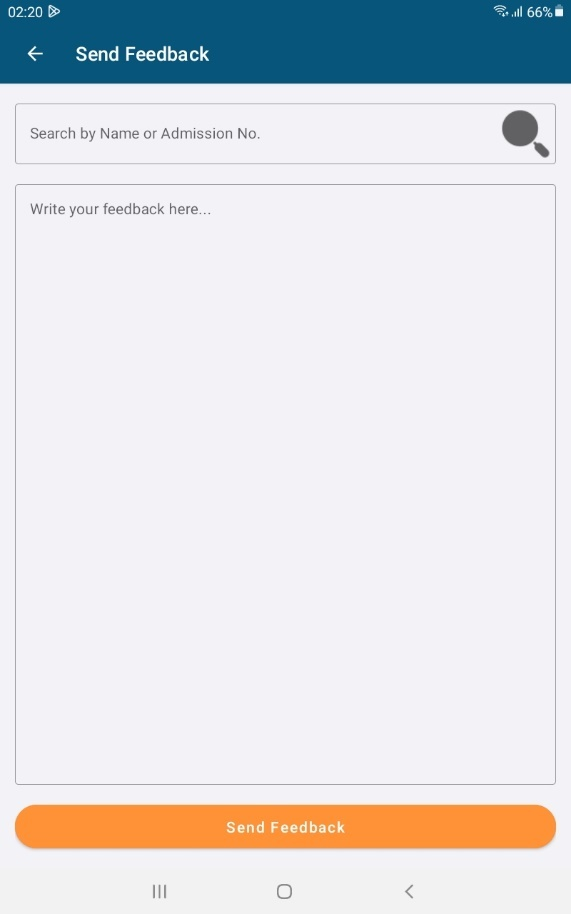 02:20 66%
Send Feedback
Search by Name or Admission No.
Write your feedback here...
Send Feedback